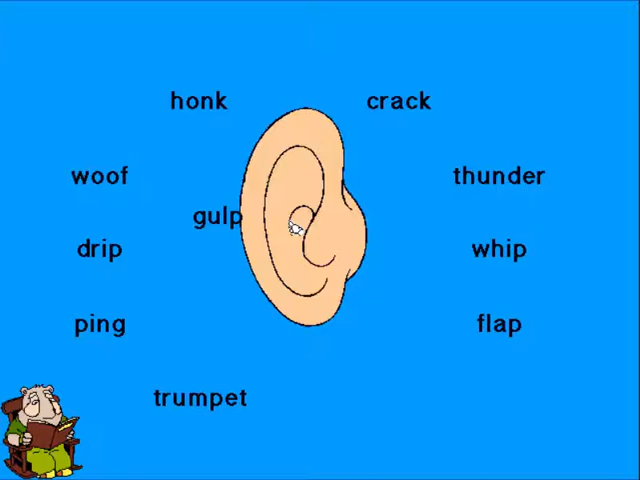 honk
crack
woof
thunder
gulp
drip
whip
ping
flap
trumpet